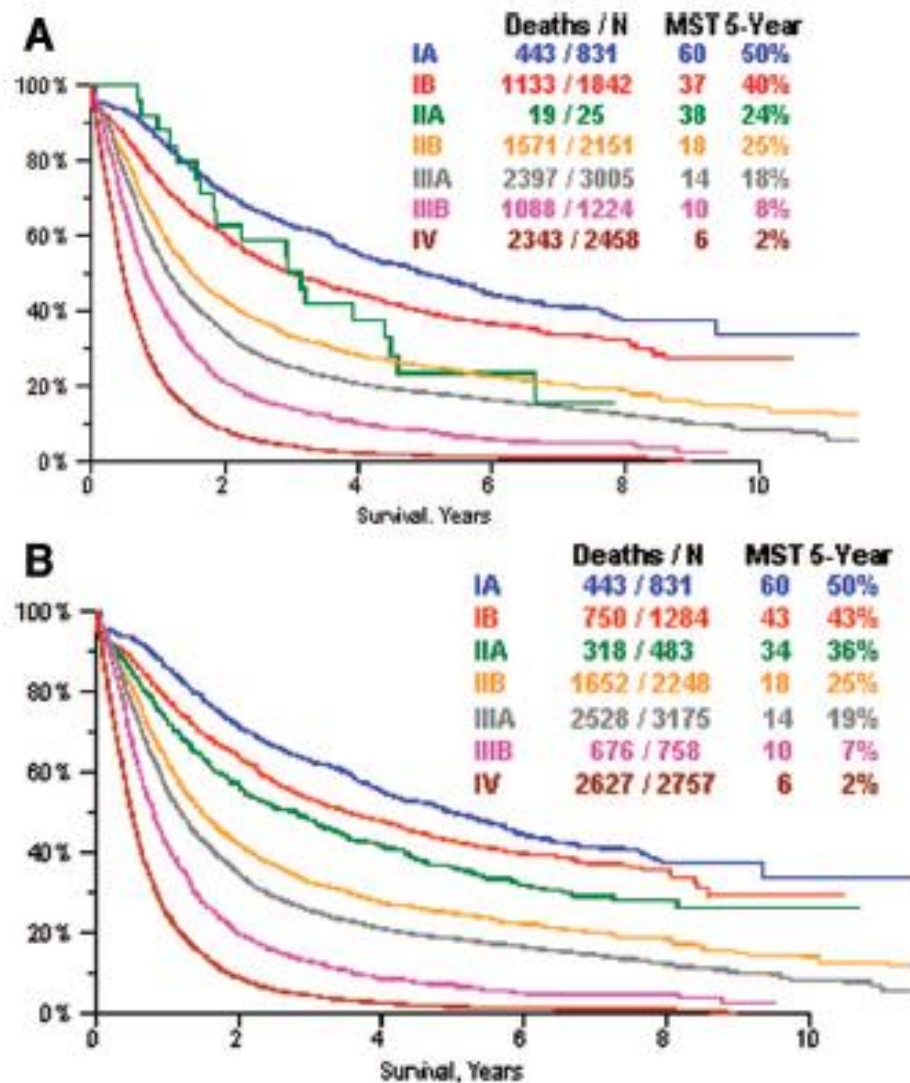 A
Deaths / N MST 5-Year
IA 443 / 831 60 50%
IB 1133 / 1842 37 40%
IIA 19 / 25 38 24%
IIB 1571 / 2151 18 25%
IIIA 2397 / 3005 14 18%
IIIB 1088 / 1224 10 8%
IV 2343 / 2458 6 2%
100%
80%
60%
40%
20%
0%
0 2 4 6 8 10
Survival, Years
B
Deaths / N MST 5-Year
IA 443 / 831 60 50%
IB 750 / 1284 43 43%
IIA 318 / 483 34 36%
IIB 1652 / 2248 18 25%
IIIA 2528 / 3175 14 19%
IIIB 676 / 758 10 7%
IV 2627 / 2757 6 2%
100%
80%
60%
40%
20%
0%
0 2 4 6 8 10
Survival, Years